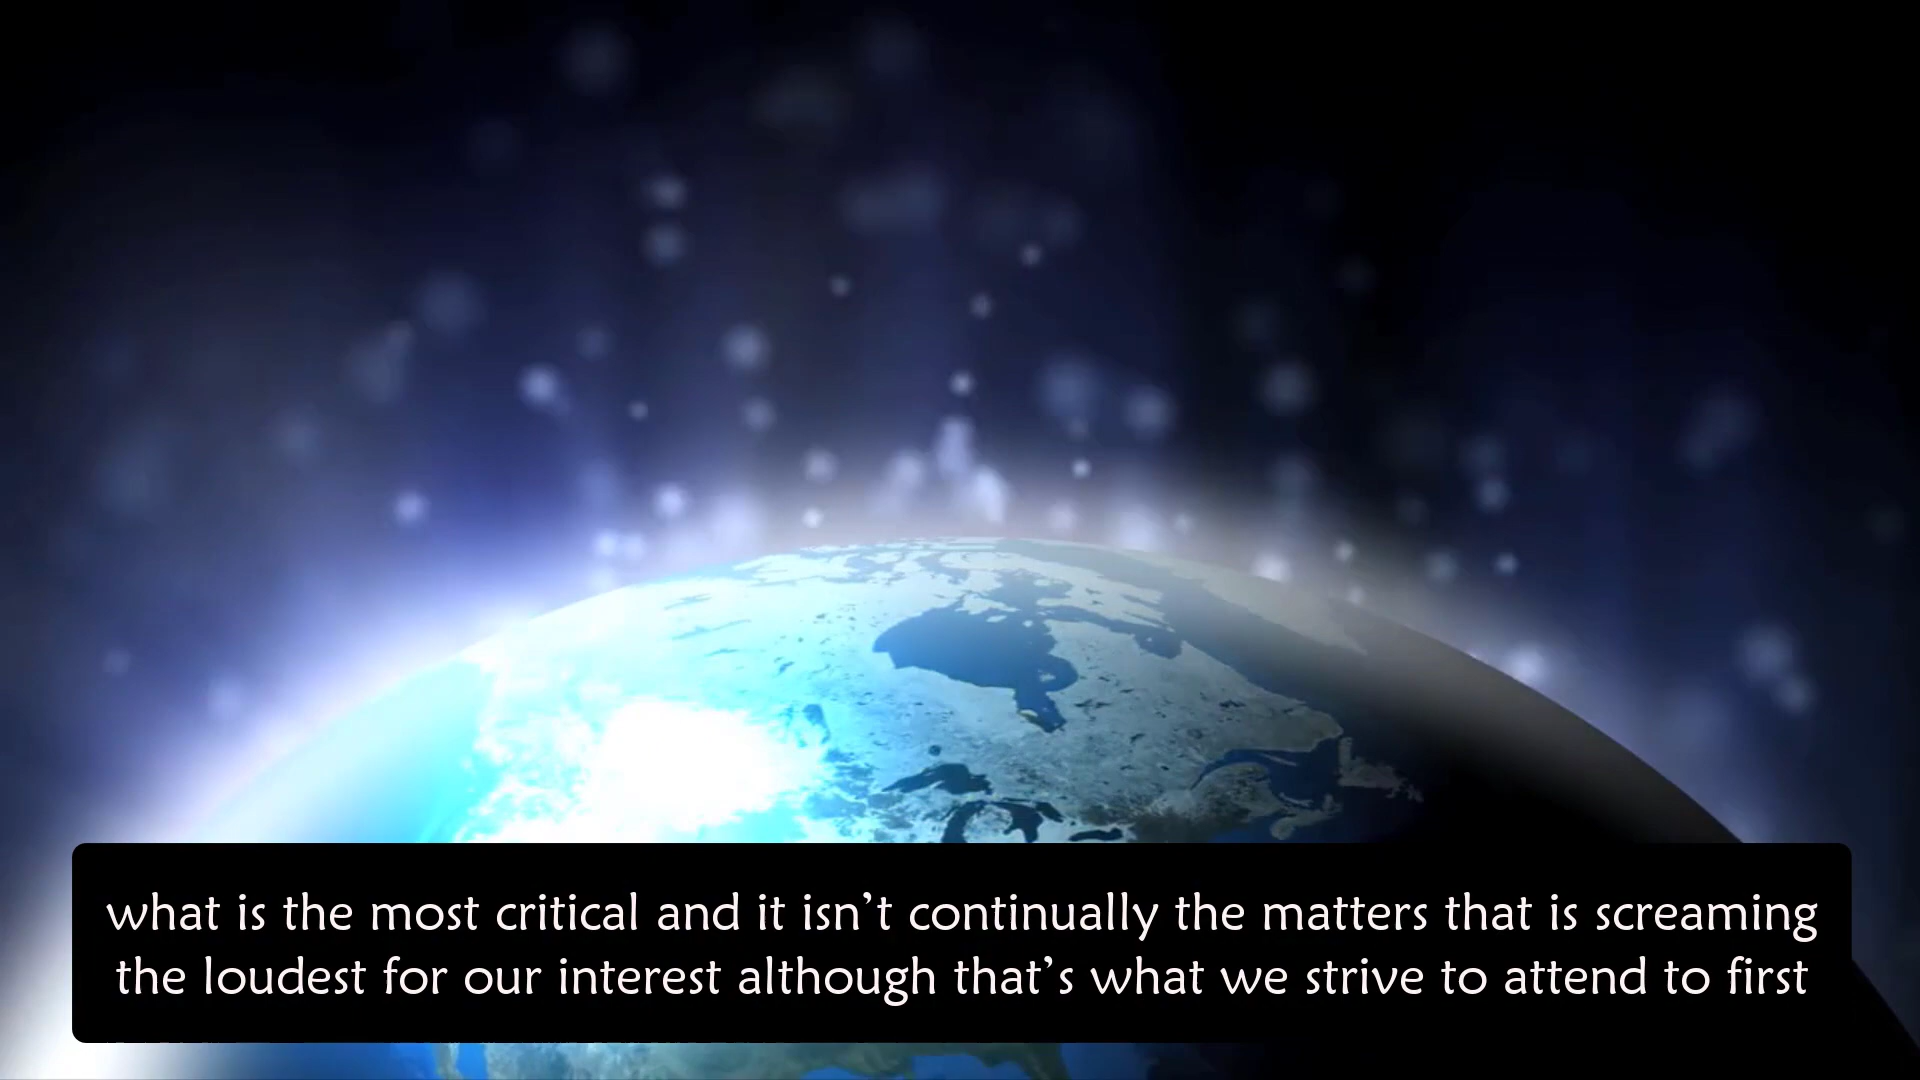 what is the most critical and it isn’t continually the matters that is screaming
the loudest for our interest although that’s what we strive to attend to first